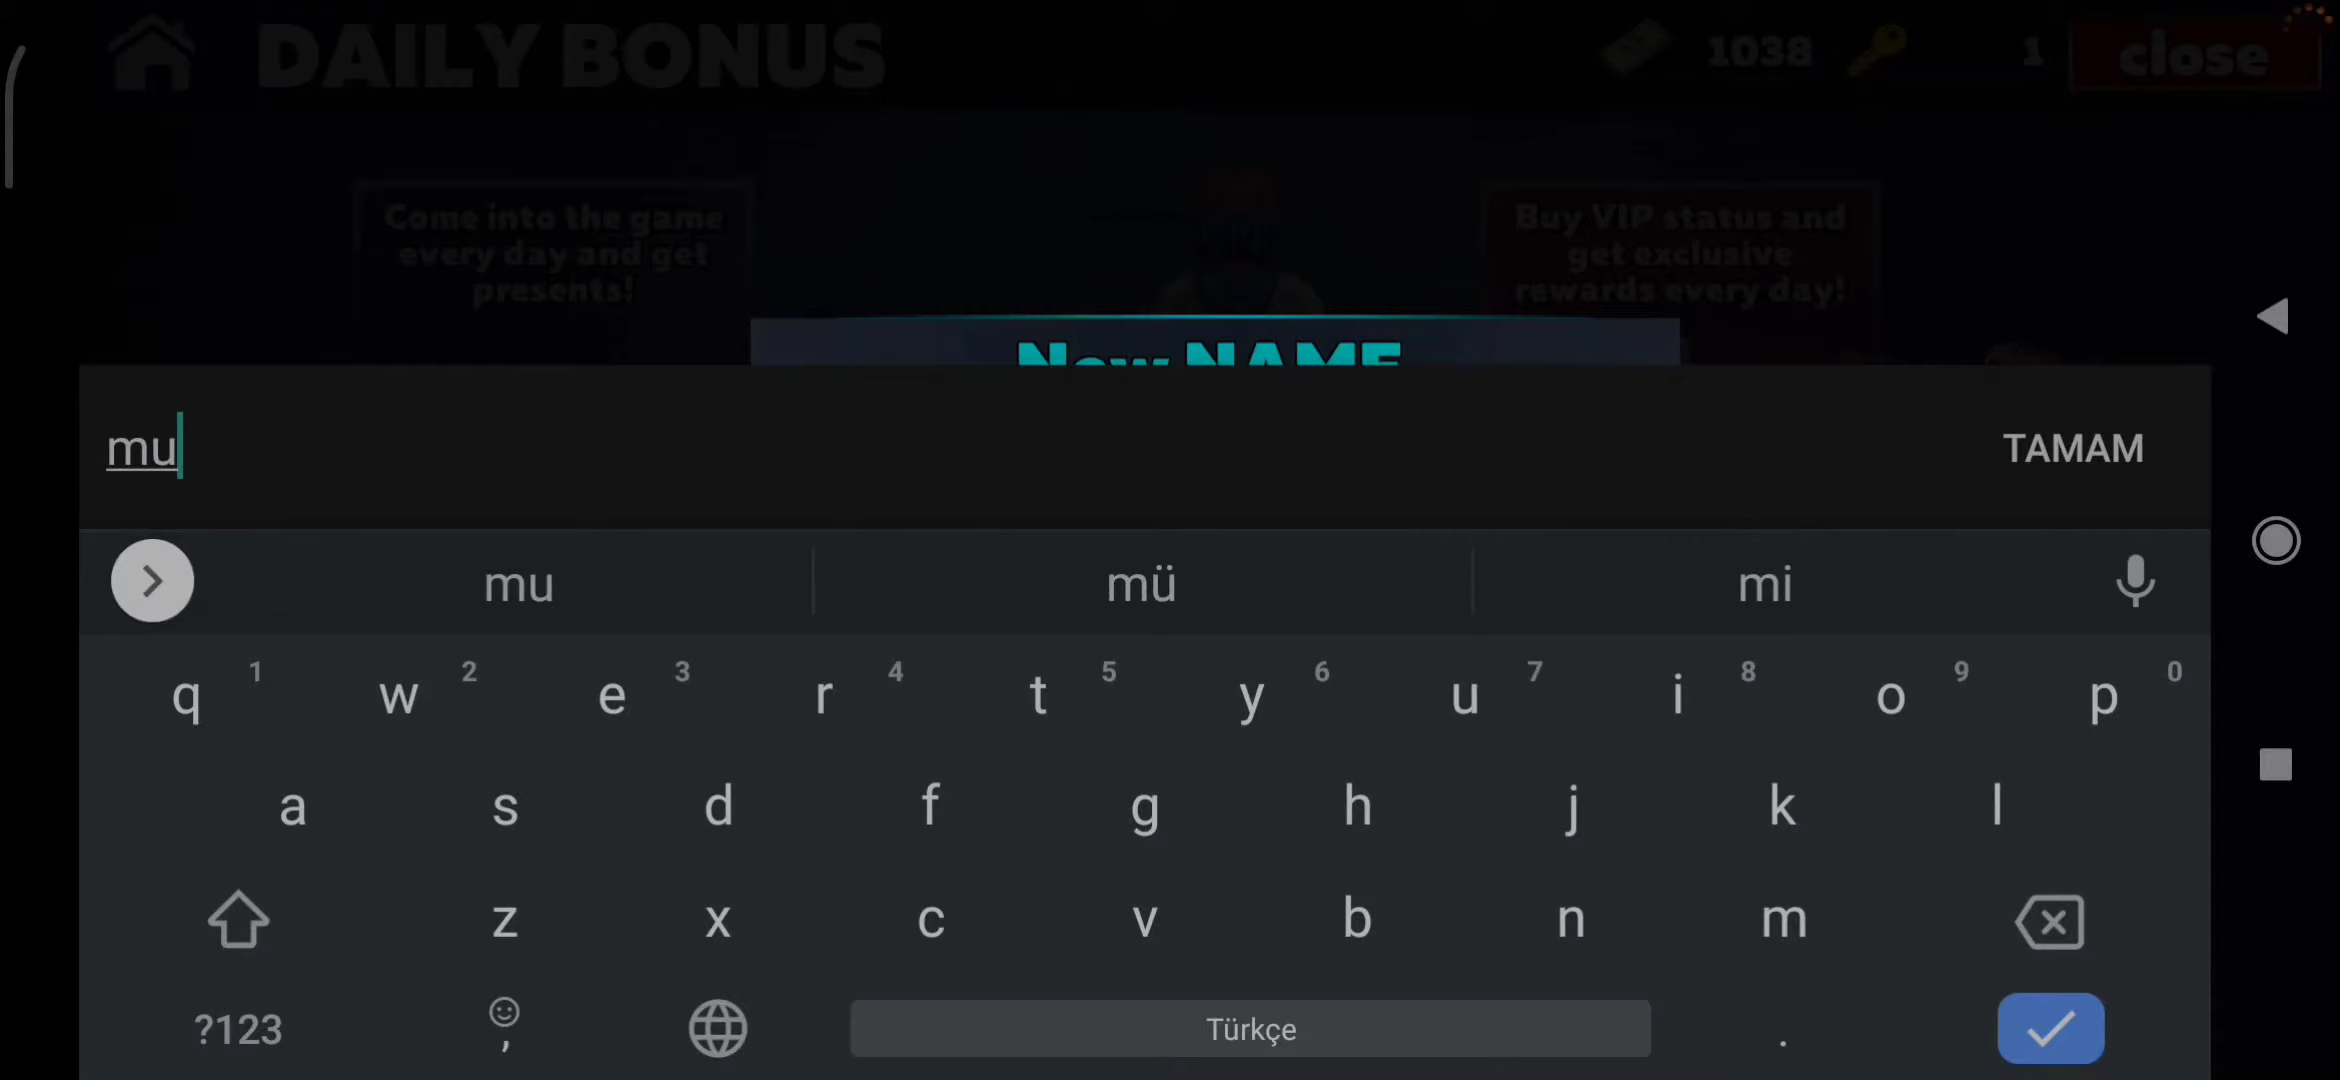 DAILY BONUS
1038
1
close
Come into the game
every day and get
presents!
Buy VIP status and
get exclusive
rewards every day!
New NAME
mu
TAMAM
mu mü mi
q 1 w 2 e 3 r 4 t 5 y 6 u 7 i 8 o 9 p 0
a s d f g h j k l
z x c v b n m
?123 , Türkçe .